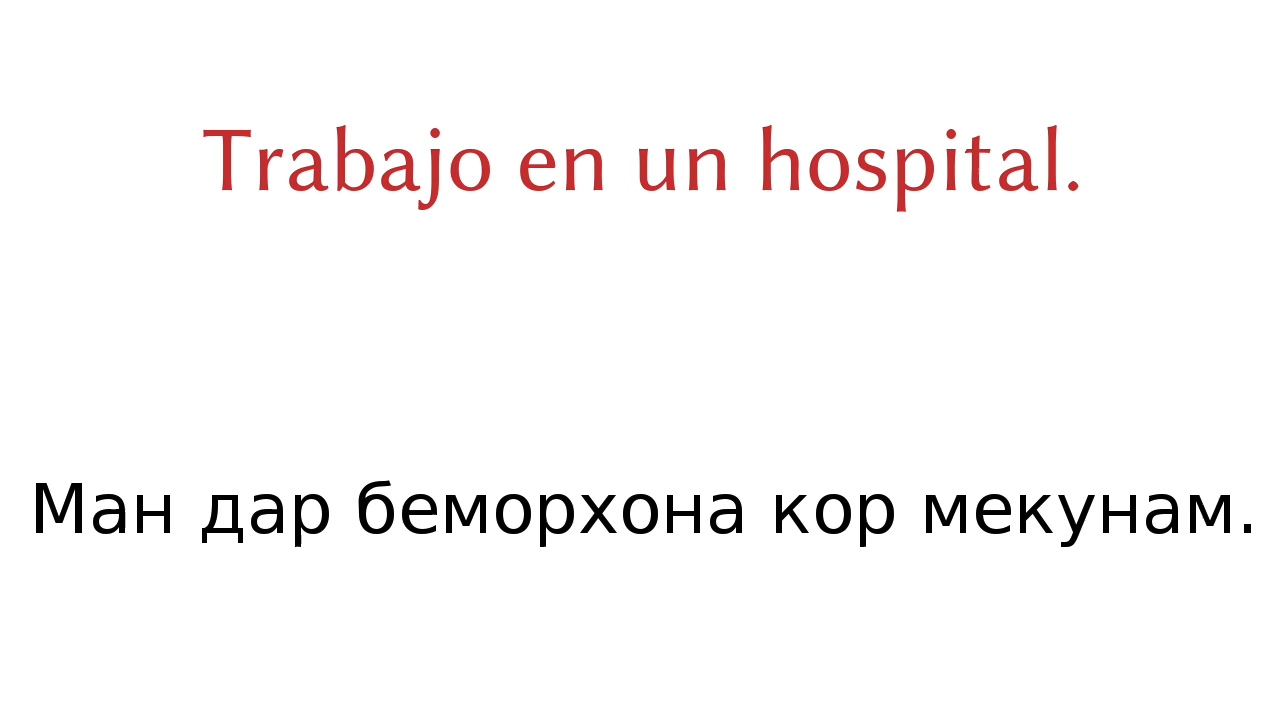 Trabajo en un hospital.
Ман дар беморхона кор мекунам.